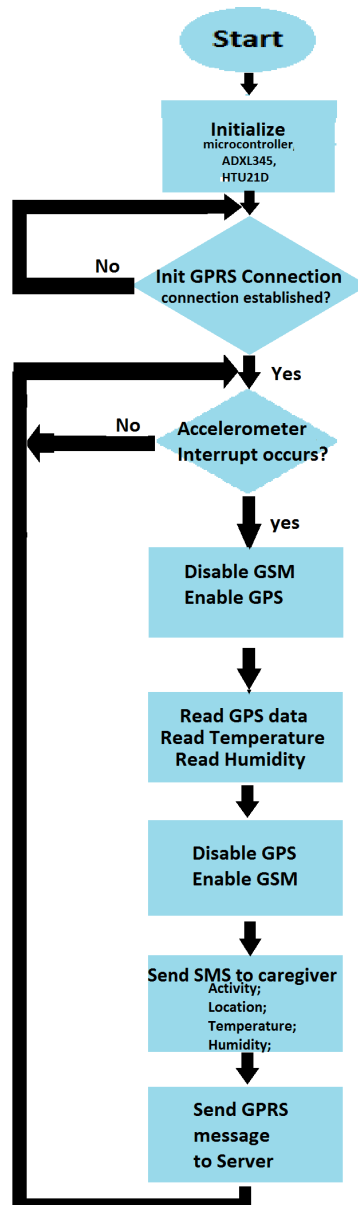 Start
Initialize
microcontroller,
ADXL345,
HTU21D
No
Init GPRS Connection
connection established?
Yes
No
Accelerometer
Interrupt occurs?
yes
Disable GSM
Enable GPS
Read GPS data
Read Temperature
Read Humidity
Disable GPS
Enable GSM
Send SMS to caregiver
Activity;
Location;
Temperature;
Humidity;
Send GPRS
message
to Server